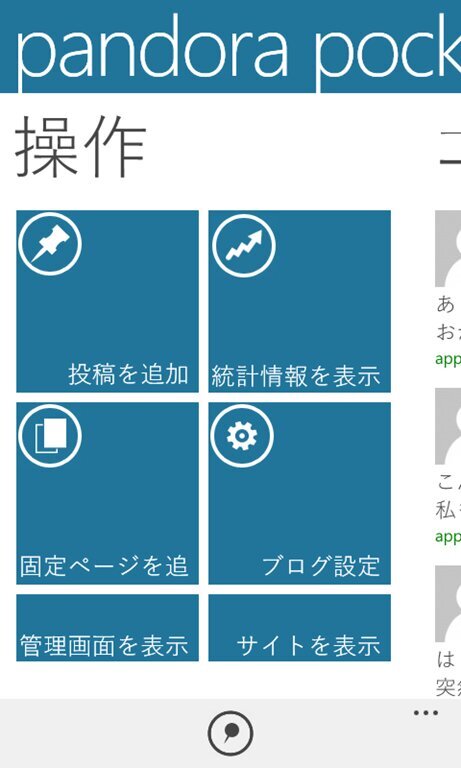 pandora pock
操作
投稿を追加
統計情報を表示
固定ページを追
ブログ設定
管理画面を表示
サイトを表示
あ
お
app
こ
私
app
は
突